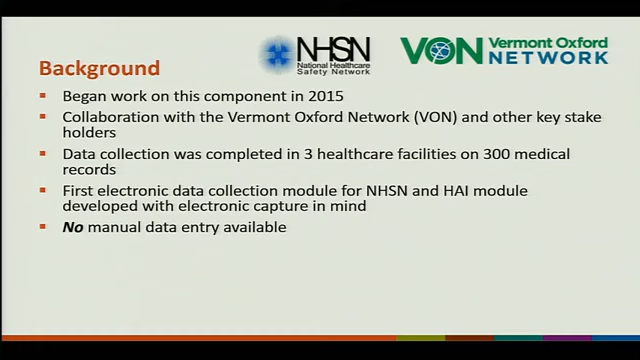 NHSN
National Healthcare
Safety Network
VON Vermont Oxford
NETWORK
Background
Began work on this component in 2015
Collaboration with the Vermont Oxford Network (VON) and other key stake
holders
Data collection was completed in 3 healthcare facilities on 300 medical
records
First electronic data collection module for NHSN and HAI module
developed with electronic capture in mind
No manual data entry available